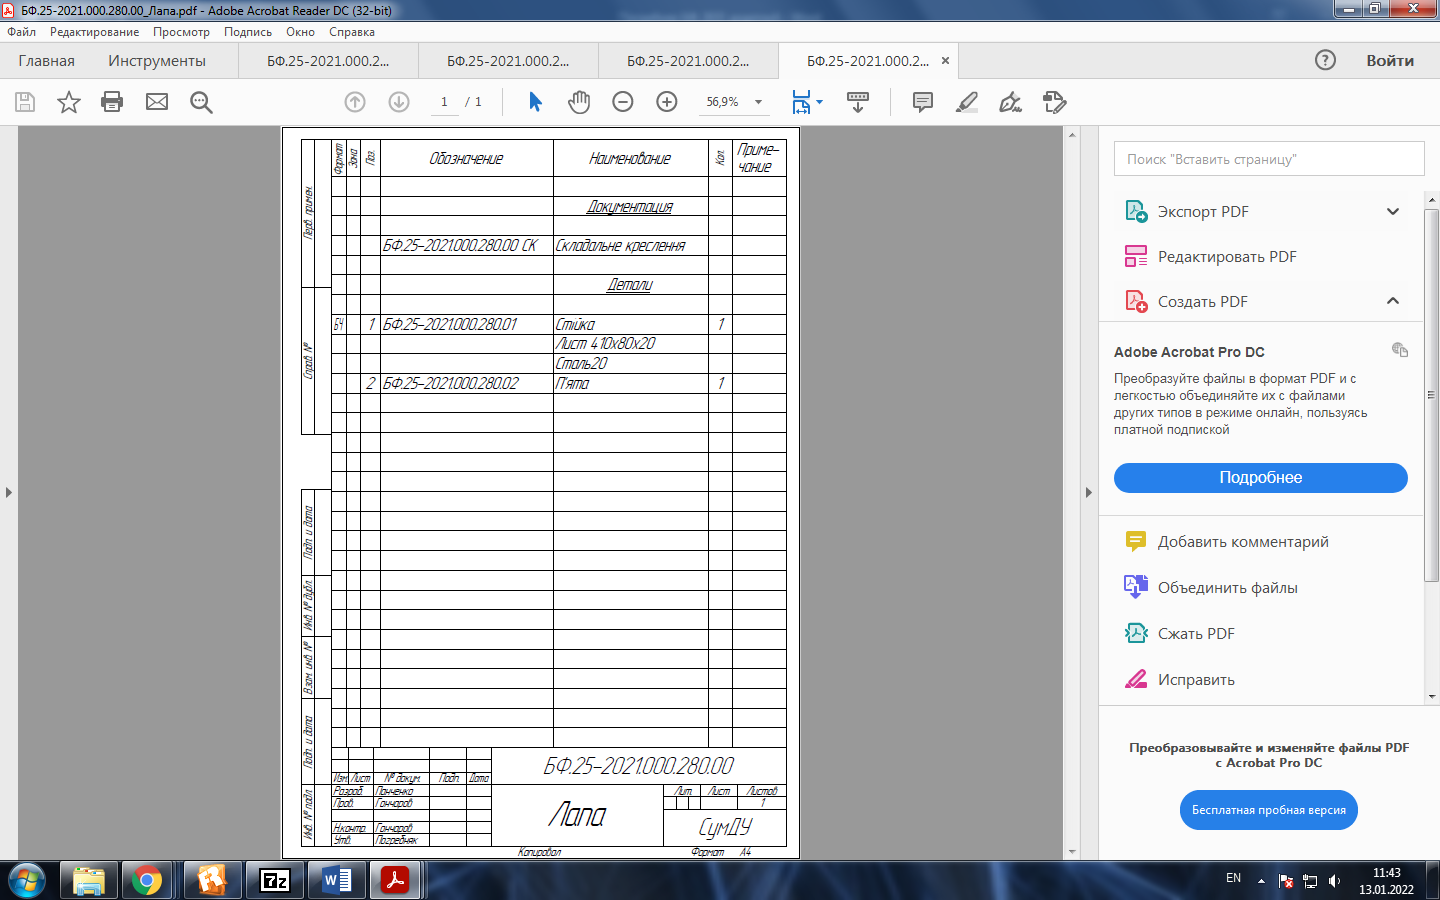 БФ.25-2021.000.280.00_Лапа.pdf - Adobe Acrobat Reader DC (32-bit)
Файл Редактирование Просмотр Подпись Окно Справка
Главная Инструменты БФ.25-2021.000.2... БФ.25-2021.000.2... БФ.25-2021.000.2... БФ.25-2021.000.2... × Войти
1 / 1 56,9%
Формат Зона Поз. Обозначение Наименование Кол. Приме-
чание
Документация
БФ.25-2021.000.280.00 СК Складальне креслення
Детали
БЧ 1 БФ.25-2021.000.280.01 Стійка 1
Лист 410х80х20
Сталь20
2 БФ.25-2021.000.280.02 П'ята 1
Перв. примен.
Справ. №
Подп. и дата
Инв. № дубл.
Взам. инв. №
Подп. и дата
Инв. № подл.
БФ.25-2021.000.280.00
Изм. Лист № докум. Подп. Дата
Разраб. Панченко
Пров. Гончаров
Н.контр. Гончаров
Утв. Погребняк
Лапа
Лит. Лист Листов
1
СумДУ
Копировал Формат А4
Поиск "Вставить страницу"
Экспорт PDF
Редактировать PDF
Создать PDF
Adobe Acrobat Pro DC
Преобразуйте файлы в формат PDF и с
легкостью объединяйте их с файлами
других типов в режиме онлайн, пользуясь
платной подпиской
Подробнее
Добавить комментарий
Объединить файлы
Сжать PDF
Исправить
Преобразовывайте и изменяйте файлы PDF
с Acrobat Pro DC
Бесплатная пробная версия
7z
EN
11:43
13.01.2022